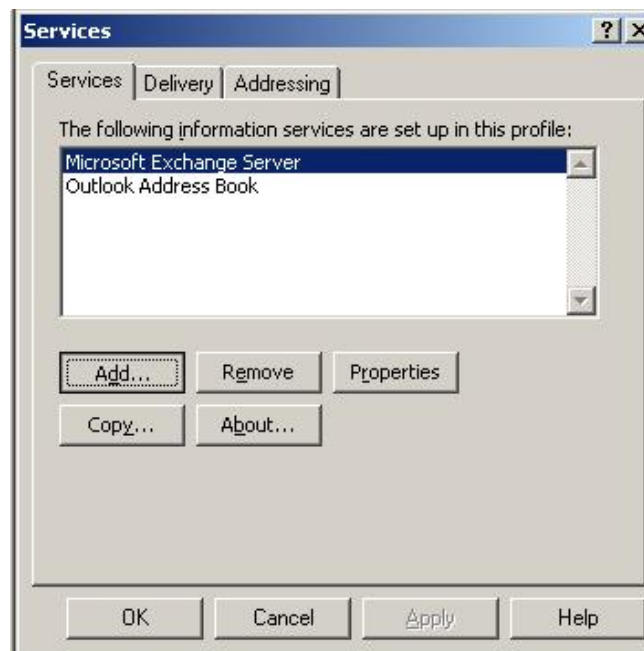 Services
Services Delivery Addressing
The following information services are set up in this profile:
Microsoft Exchange Server
Outlook Address Book
Add... Remove Properties
Copy... About...
OK Cancel Apply Help